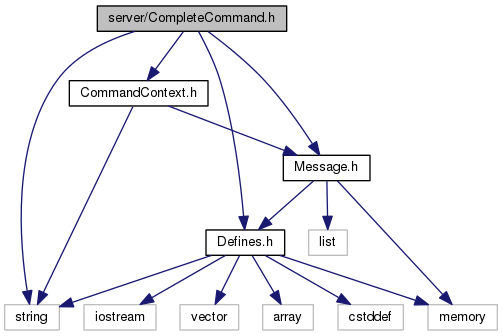 server/CompleteCommand.h
CommandContext.h
Message.h
Defines.h
list
string
iostream
vector
array
cstddef
memory